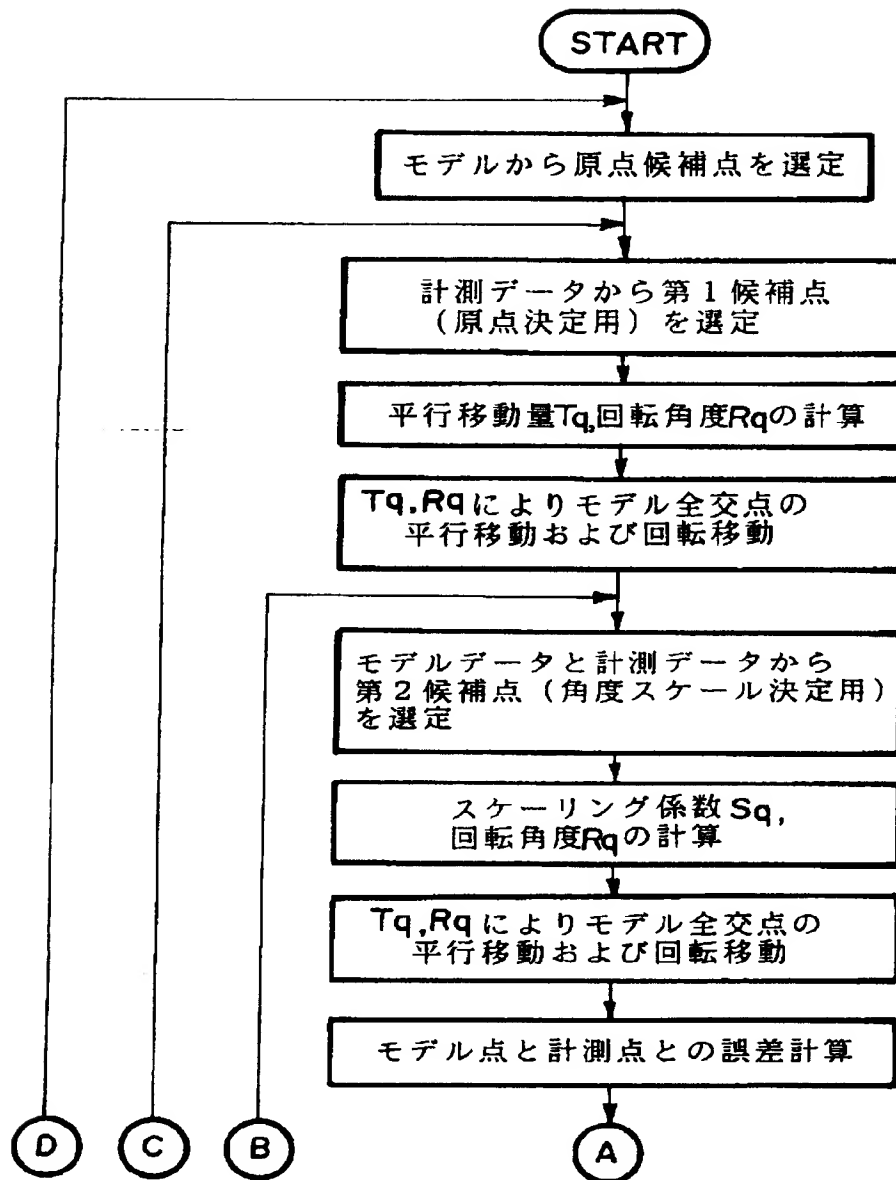 START
モデルから原点候補点を選定
計測データから第1候補点
(原点決定用)を選定
平行移動量Tq,回転角度Rqの計算
Tq,Rqによりモデル全交点の
平行移動および回転移動
モデルデータと計測データから
第2候補点(角度スケール決定用)
を選定
スケーリング係数Sq,
回転角度Rqの計算
Tq,Rqによりモデル全交点の
平行移動および回転移動
モデル点と計測点との誤差計算
D C B A